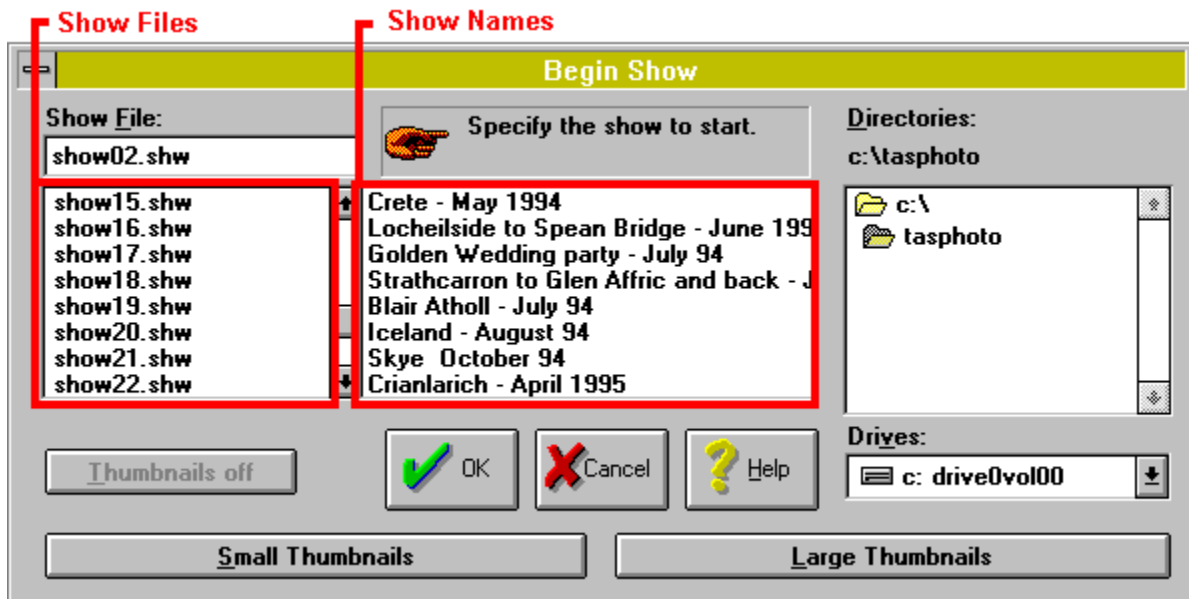 Show Files
Show Names
Begin Show
Show File:
show02.shw
Specify the show to start.
Directories:
c:\tasphoto
show15.shw
show16.shw
show17.shw
show18.shw
show19.shw
show20.shw
show21.shw
show22.shw
Crete - May 1994
Locheilside to Spean Bridge - June 199
Golden Wedding party - July 94
Strathcarron to Glen Affric and back - J
Blair Atholl - July 94
Iceland - August 94
Skye  October 94
Crianlarich - April 1995
c:\
tasphoto
Thumbnails off
OK
Cancel
Help
Drives:
c: drive0vol00
Small Thumbnails
Large Thumbnails